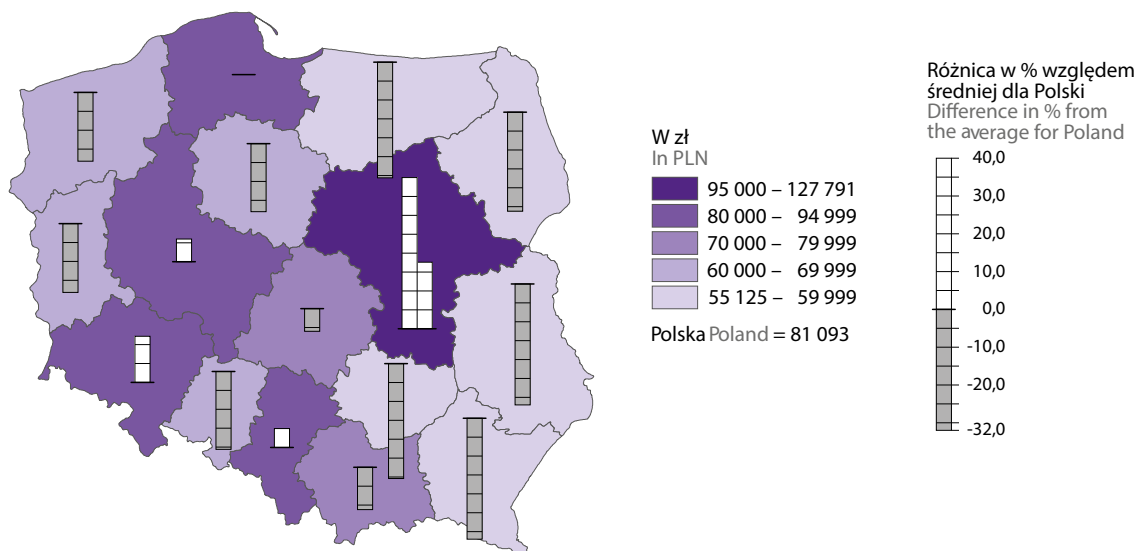 W zł
In PLN
95 000 – 127 791
80 000 – 94 999
70 000 – 79 999
60 000 – 69 999
55 125 – 59 999
Polska Poland = 81 093
Różnica w % względem
średniej dla Polski
Difference in % from
the average for Poland
40,0
30,0
20,0
10,0
0,0
-10,0
-20,0
-32,0